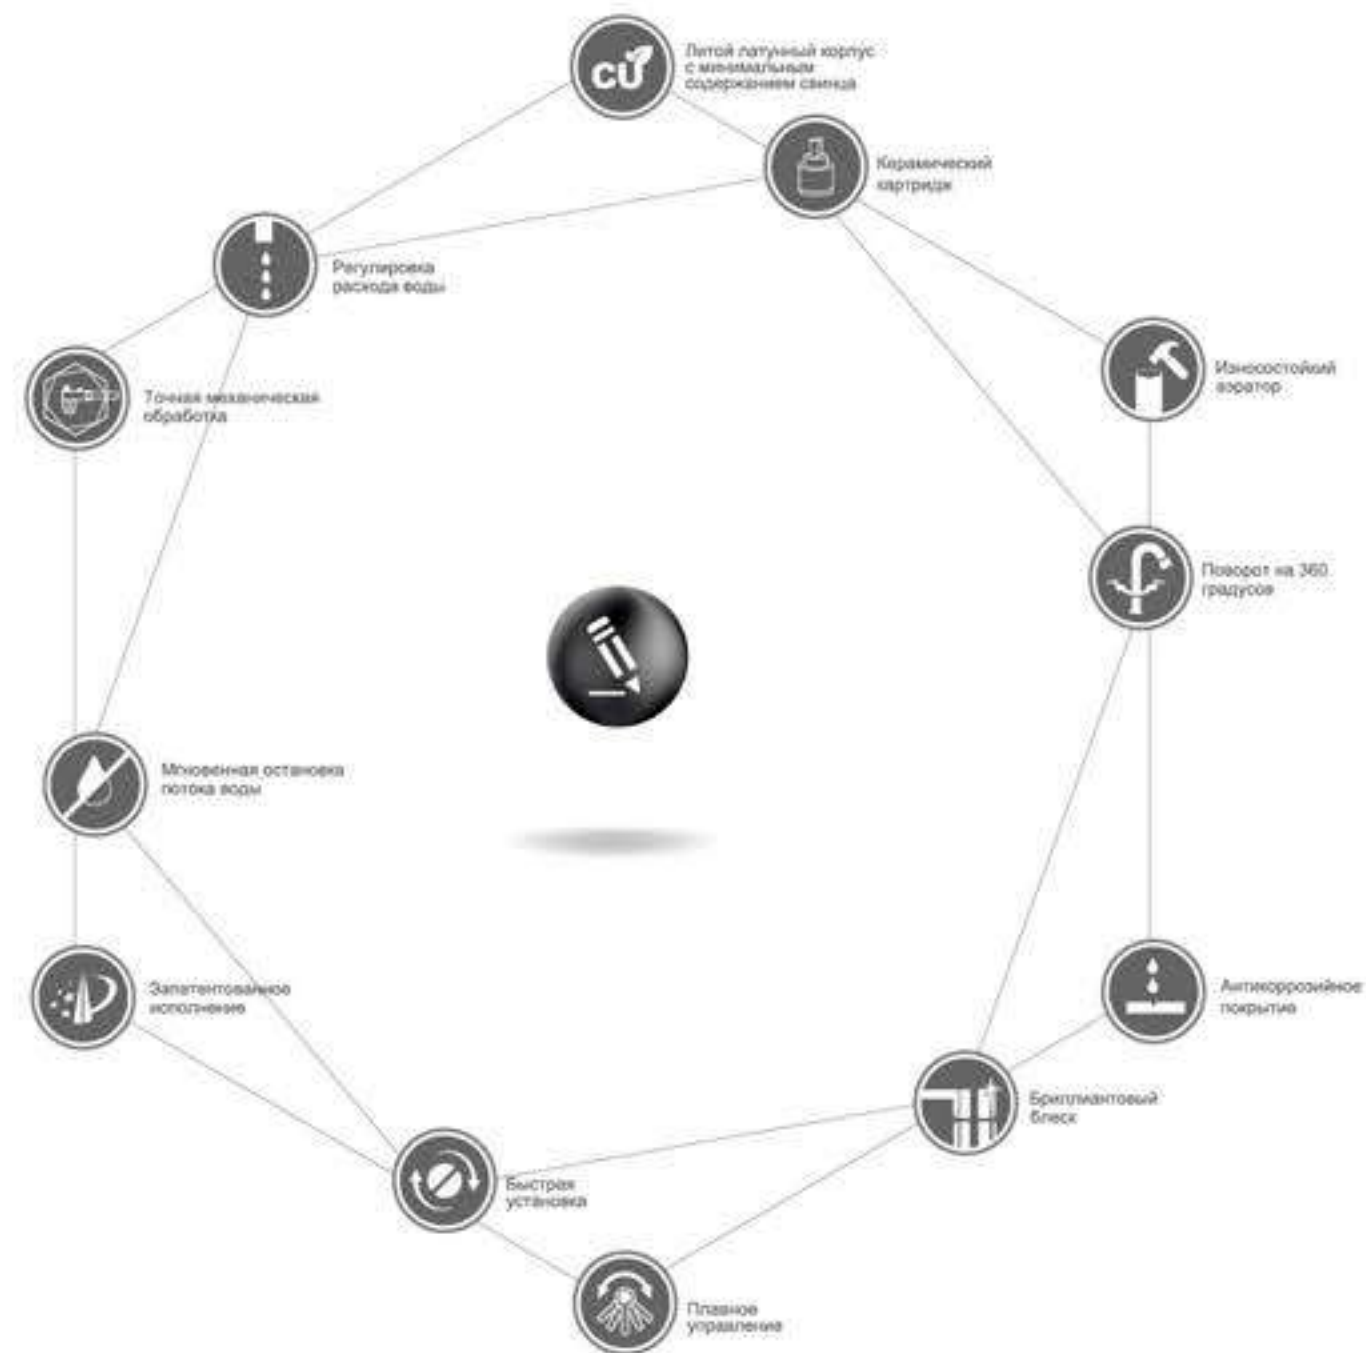 cu
Литой латунный корпус
с минимальным
содержанием свинца
Керамический
картридж
Регулировка
расхода воды
Износостойкий
аэратор
Точная механическая
обработка
Поворот на 360
градусов
Мгновенная остановка
потока воды
Запатентованное
исполнение
Антикоррозийное
покрытие
Бриллиантовый
блеск
Быстрая
установка
Плавное
управление